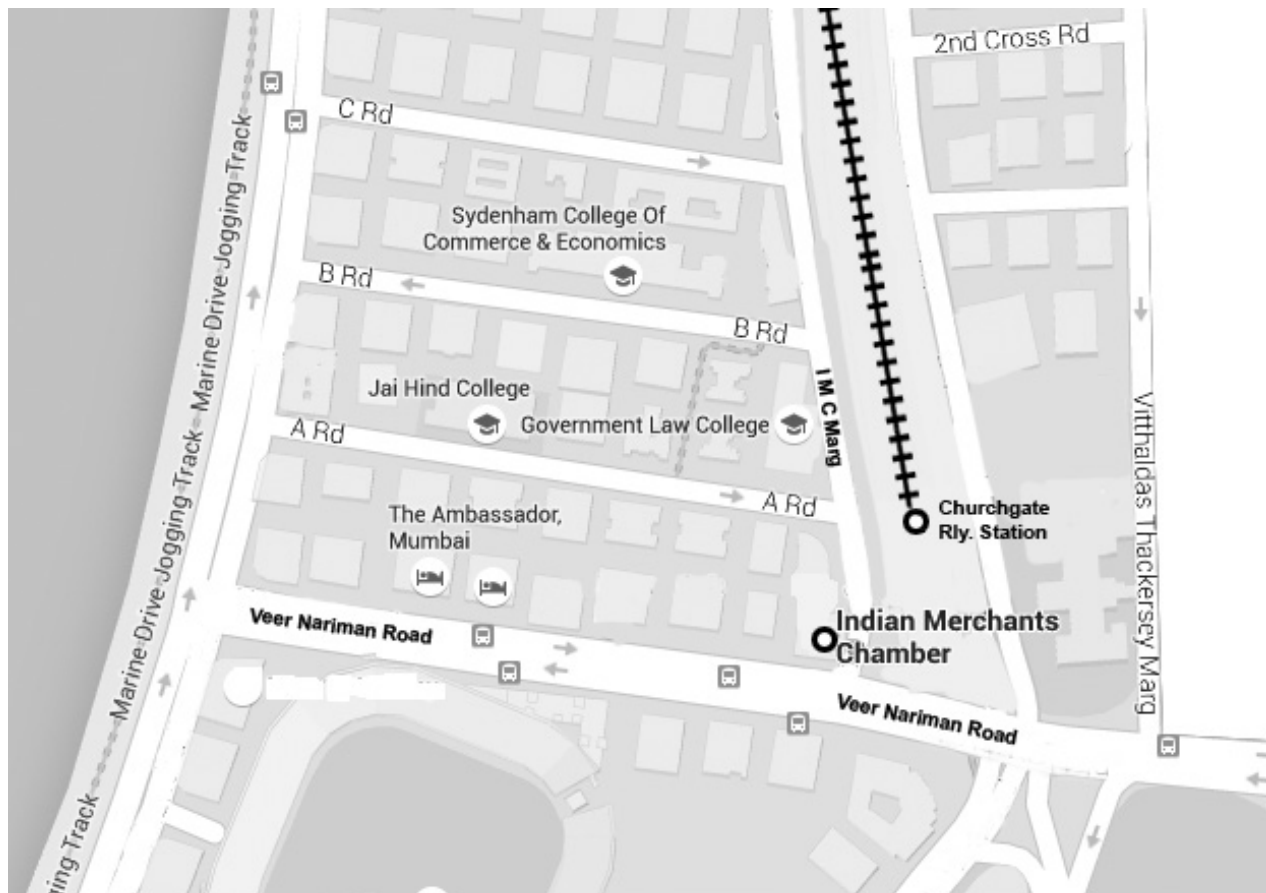 2nd Cross Rd
C Rd
Marine Drive Jogging Track
Sydenham College Of
Commerce & Economics
B Rd
B Rd
Jai Hind College
I M C Marg
Government Law College
A Rd
A Rd
Marine Drive Jogging Track
Vitthaldas Thackersey Marg
The Ambassador,
Mumbai
Churchgate
Rly. Station
Veer Nariman Road
Indian Merchants
Chamber
Veer Nariman Road
ging Track